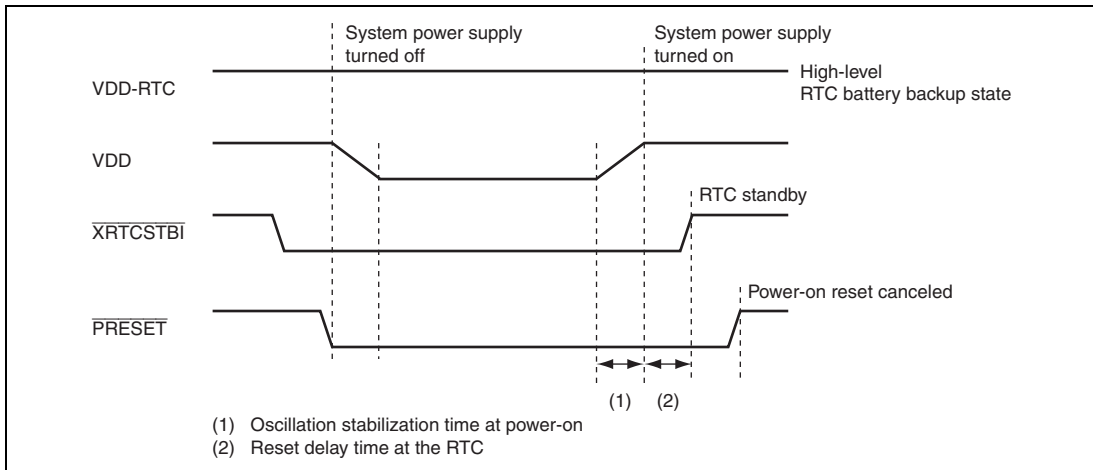 System power supply
turned off
System power supply
turned on
VDD-RTC
High-level
RTC battery backup state
VDD
RTC standby
XRTCSTBI
Power-on reset canceled
PRESET
(1) (2)
(1) Oscillation stabilization time at power-on
(2) Reset delay time at the RTC